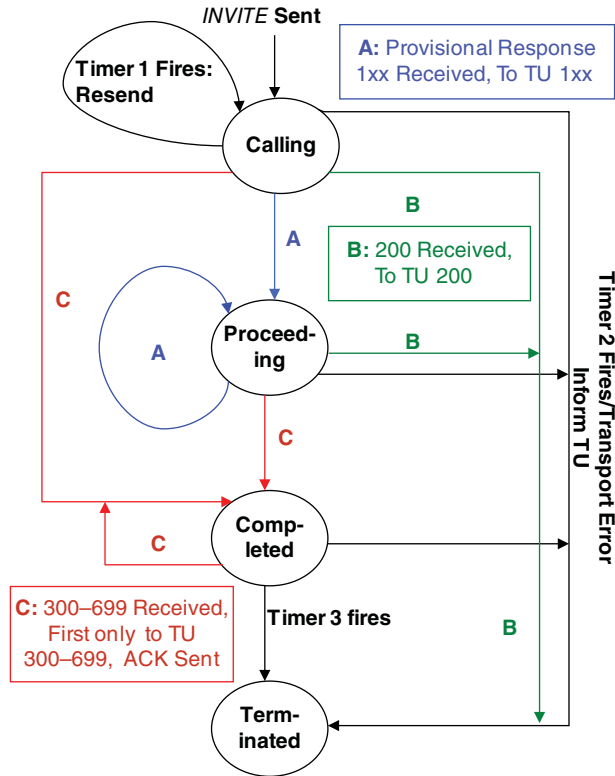 INVITE Sent
A: Provisional Response
1xx Received, To TU 1xx
Timer 1 Fires:
Resend
Calling
B
A
B: 200 Received,
To TU 200
C
Proceed-
ing
B
A
Timer 2 Fires/Transport Error
Inform TU
C
Comp-
leted
C
C: 300–699 Received,
First only to TU
300–699, ACK Sent
Timer 3 fires
B
Term-
inated